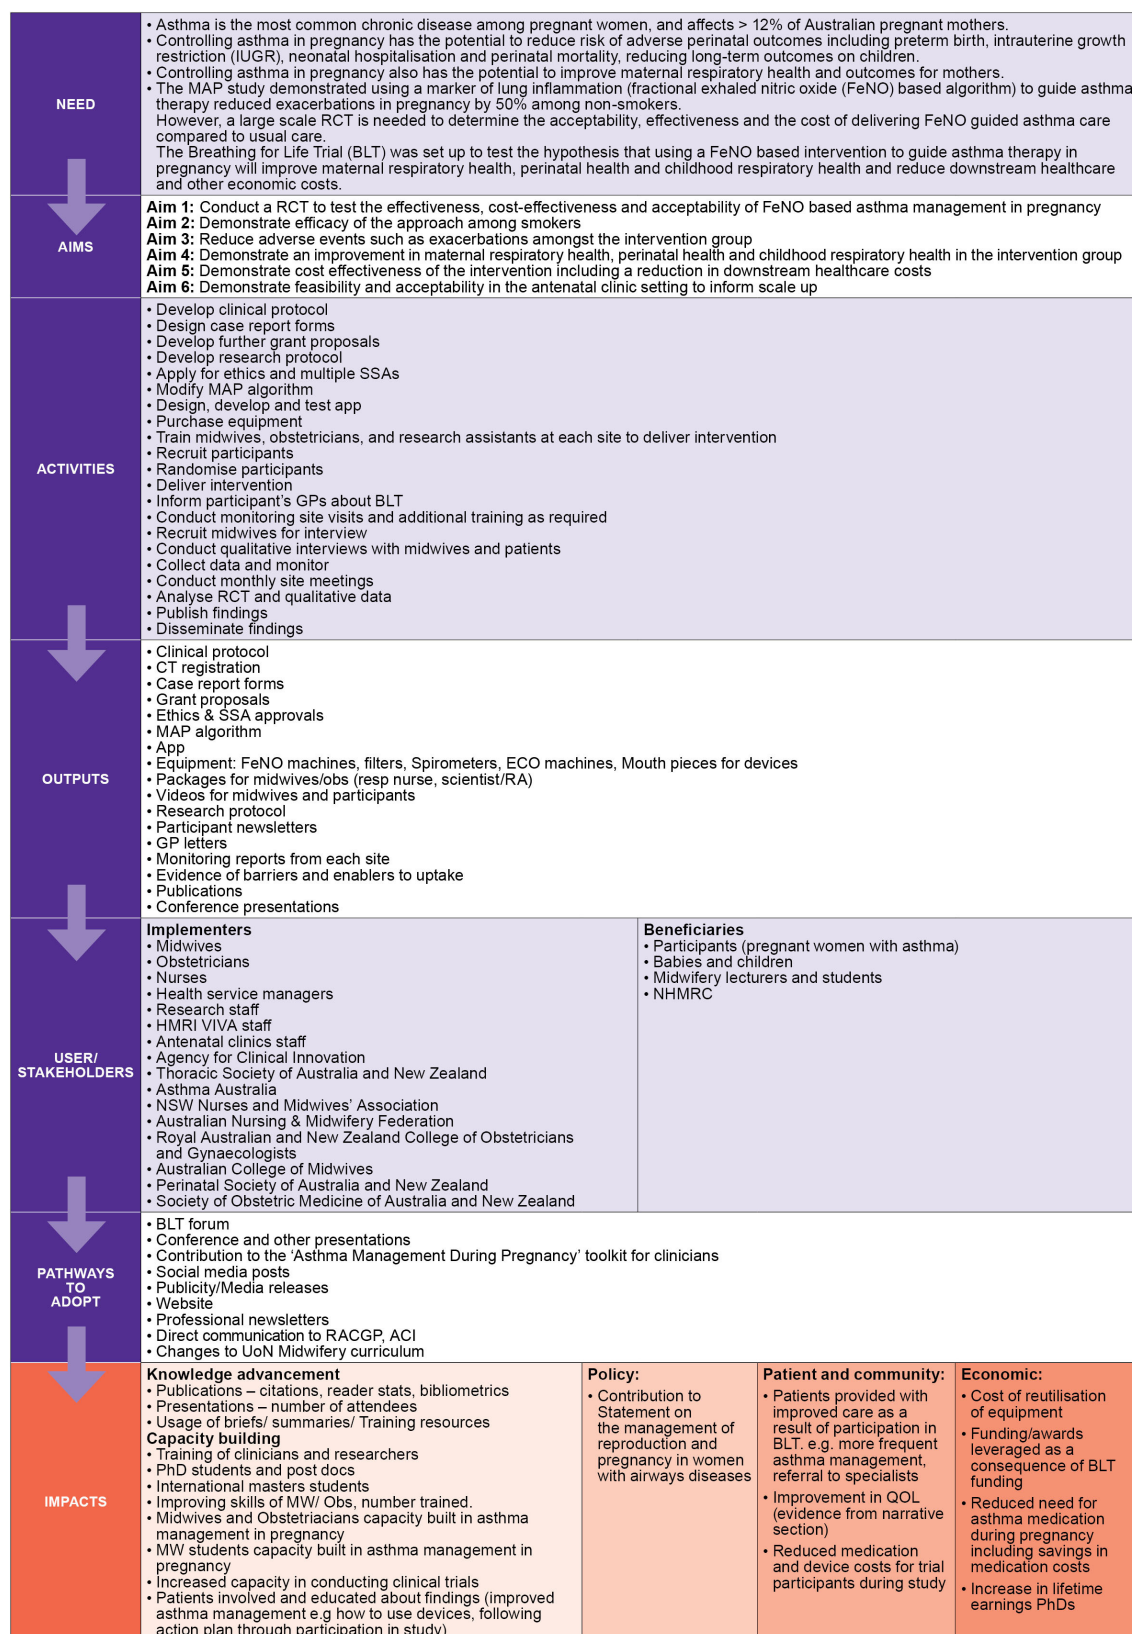 NEED
• Asthma is the most common chronic disease among pregnant women, and affects > 12% of Australian pregnant mothers.
• Controlling asthma in pregnancy has the potential to reduce risk of adverse perinatal outcomes including preterm birth, intrauterine growth
restriction (IUGR), neonatal hospitalisation and perinatal mortality, reducing long-term outcomes on children.
• Controlling asthma in pregnancy also has the potential to improve maternal respiratory health and outcomes for mothers.
• The MAP study demonstrated using a marker of lung inflammation (fractional exhaled nitric oxide (FeNO) based algorithm) to guide asthma
therapy reduced exacerbations in pregnancy by 50% among non-smokers.
However, a large scale RCT is needed to determine the acceptability, effectiveness and the cost of delivering FeNO guided asthma care
compared to usual care.
The Breathing for Life Trial (BLT) was set up to test the hypothesis that using a FeNO based intervention to guide asthma therapy in
pregnancy will improve maternal respiratory health, perinatal health and childhood respiratory health and reduce downstream healthcare
and other economic costs.
AIMS
Aim 1: Conduct a RCT to test the effectiveness, cost-effectiveness and acceptability of FeNO based asthma management in pregnancy
Aim 2: Demonstrate efficacy of the approach among smokers
Aim 3: Reduce adverse events such as exacerbations amongst the intervention group
Aim 4: Demonstrate an improvement in maternal respiratory health, perinatal health and childhood respiratory health in the intervention group
Aim 5: Demonstrate cost effectiveness of the intervention including a reduction in downstream healthcare costs
Aim 6: Demonstrate feasibility and acceptability in the antenatal clinic setting to inform scale up
ACTIVITIES
• Develop clinical protocol
• Design case report forms
• Develop further grant proposals
• Develop research protocol
• Apply for ethics and multiple SSAs
• Modify MAP algorithm
• Design, develop and test app
• Purchase equipment
• Train midwives, obstetricians, and research assistants at each site to deliver intervention
• Recruit participants
• Randomise participants
• Deliver intervention
• Inform participant's GPs about BLT
• Conduct monitoring site visits and additional training as required
• Recruit midwives for interview
• Conduct qualitative interviews with midwives and patients
• Collect data and monitor
• Conduct monthly site meetings
• Analyse RCT and qualitative data
• Publish findings
• Disseminate findings
OUTPUTS
• Clinical protocol
• CT registration
• Case report forms
• Grant proposals
• Ethics & SSA approvals
• MAP algorithm
• App
• Equipment: FeNO machines, filters, Spirometers, ECO machines, Mouth pieces for devices
• Packages for midwives/obs (resp nurse, scientist/RA)
• Videos for midwives and participants
• Research protocol
• Participant newsletters
• GP letters
• Monitoring reports from each site
• Evidence of barriers and enablers to uptake
• Publications
• Conference presentations
USER/
STAKEHOLDERS
Implementers
• Midwives
• Obstetricians
• Nurses
• Health service managers
• Research staff
• HMRI VIVA staff
• Antenatal clinics staff
• Agency for Clinical Innovation
• Thoracic Society of Australia and New Zealand
• Asthma Australia
• NSW Nurses and Midwives' Association
• Australian Nursing & Midwifery Federation
• Royal Australian and New Zealand College of Obstetricians
and Gynaecologists
• Australian College of Midwives
• Perinatal Society of Australia and New Zealand
• Society of Obstetric Medicine of Australia and New Zealand
Beneficiaries
• Participants (pregnant women with asthma)
• Babies and children
• Midwifery lecturers and students
• NHMRC
PATHWAYS
TO
ADOPT
• BLT forum
• Conference and other presentations
• Contribution to the 'Asthma Management During Pregnancy' toolkit for clinicians
• Social media posts
• Publicity/Media releases
• Website
• Professional newsletters
• Direct communication to RACGP, ACI
• Changes to UoN Midwifery curriculum
IMPACTS
Knowledge advancement
• Publications – citations, reader stats, bibliometrics
• Presentations – number of attendees
• Usage of briefs/ summaries/ Training resources
Capacity building
• Training of clinicians and researchers
• PhD students and post docs
• International masters students
• Improving skills of MW/ Obs, number trained.
• Midwives and Obstetriacians capacity built in asthma
management in pregnancy
• MW students capacity built in asthma management in
pregnancy
• Increased capacity in conducting clinical trials
• Patients involved and educated about findings (improved
asthma management e.g how to use devices, following
action plan through participation in study)
Policy:
• Contribution to
Statement on
the management of
reproduction and
pregnancy in women
with airways diseases
Patient and community:
• Patients provided with
improved care as a
result of participation in
BLT. e.g. more frequent
asthma management,
referral to specialists
• Improvement in QOL
(evidence from narrative
section)
• Reduced medication
and device costs for trial
participants during study
Economic:
• Cost of reutilisation
of equipment
• Funding/awards
leveraged as a
consequence of BLT
funding
• Reduced need for
asthma medication
during pregnancy
including savings in
medication costs
• Increase in lifetime
earnings PhDs